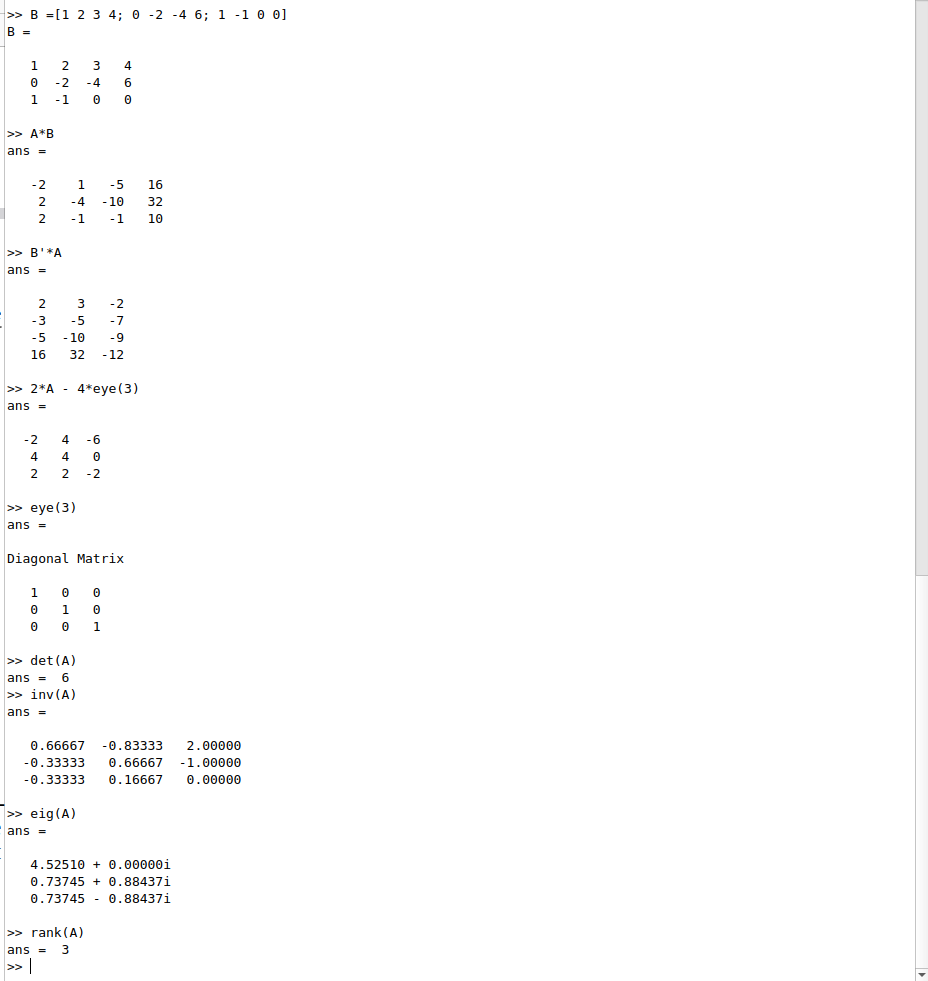 >> B =[1 2 3 4; 0 -2 -4 6; 1 -1 0 0]
B =
1 2 3 4
0 -2 -4 6
1 -1 0 0
>> A*B
ans =
-2 1 -5 16
2 -4 -10 32
2 -1 -1 10
>> B'*A
ans =
2 3 -2
-3 -5 -7
-5 -10 -9
16 32 -12
>> 2*A - 4*eye(3)
ans =
-2 4 -6
4 4 0
2 2 -2
>> eye(3)
ans =
Diagonal Matrix
1 0 0
0 1 0
0 0 1
>> det(A)
ans = 6
>> inv(A)
ans =
0.66667 -0.83333 2.00000
-0.33333 0.66667 -1.00000
-0.33333 0.16667 0.00000
>> eig(A)
ans =
4.52510 + 0.00000i
0.73745 + 0.88437i
0.73745 - 0.88437i
>> rank(A)
ans = 3
>>